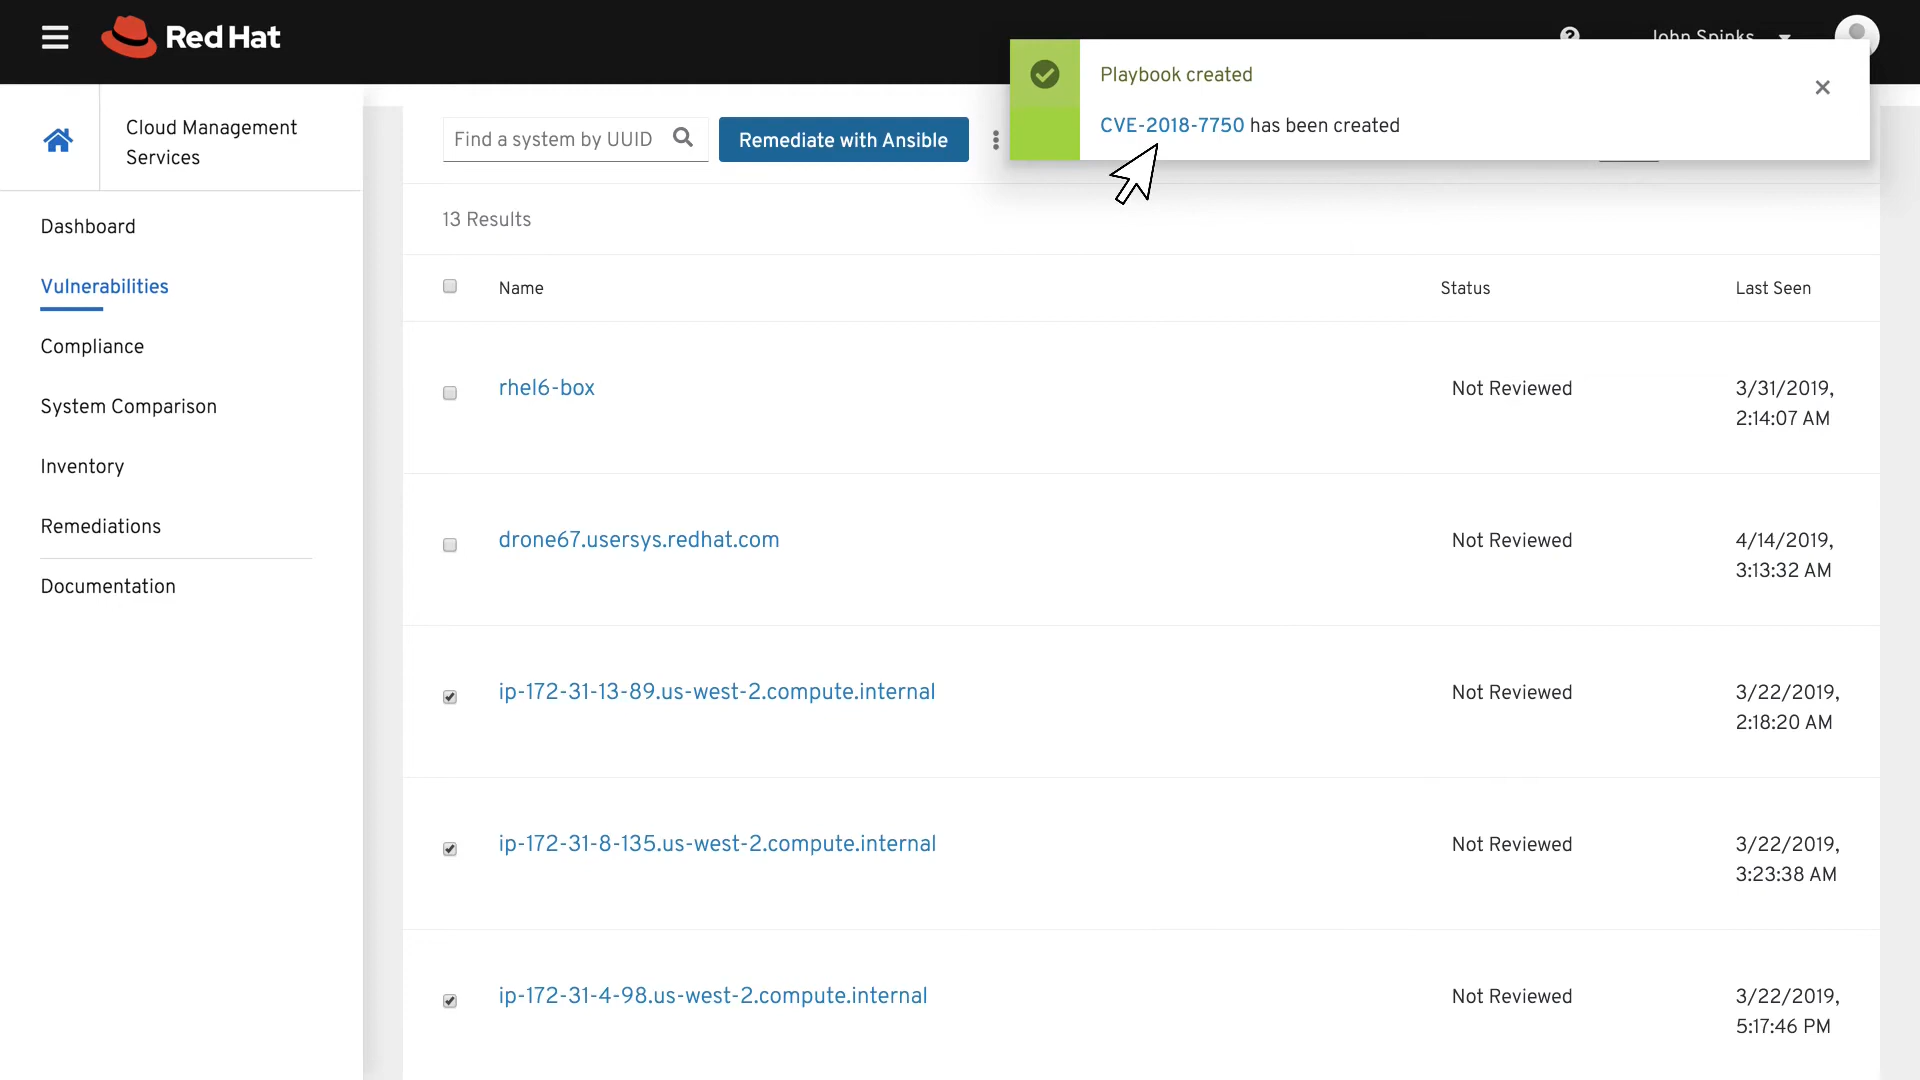 Red Hat
John Spinks
Playbook created
CVE-2018-7750 has been created
Cloud Management
Services
Find a system by UUID
Remediate with Ansible
Dashboard
Vulnerabilities
Compliance
System Comparison
Inventory
Remediations
Documentation
13 Results
Name Status Last Seen
rhel6-box Not Reviewed 3/31/2019,
2:14:07 AM
drone67.usersys.redhat.com Not Reviewed 4/14/2019,
3:13:32 AM
ip-172-31-13-89.us-west-2.compute.internal Not Reviewed 3/22/2019,
2:18:20 AM
ip-172-31-8-135.us-west-2.compute.internal Not Reviewed 3/22/2019,
3:23:38 AM
ip-172-31-4-98.us-west-2.compute.internal Not Reviewed 3/22/2019,
5:17:46 PM